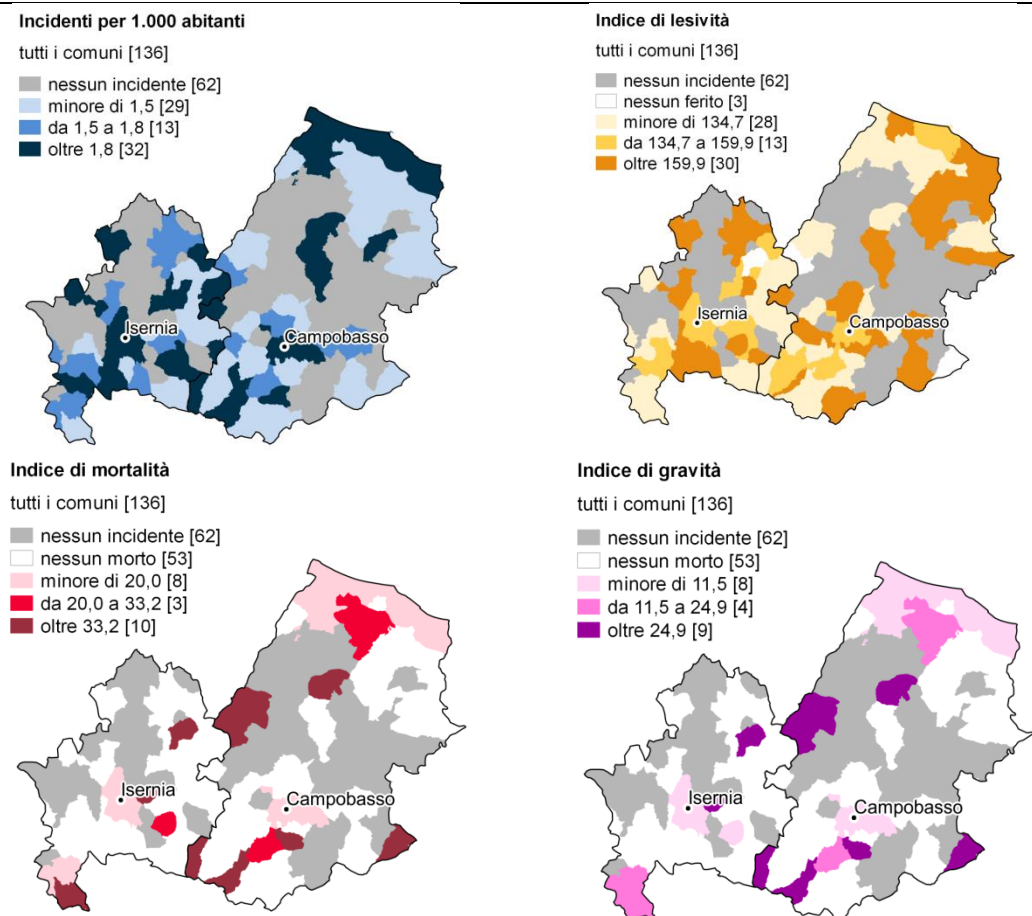 Incidenti per 1.000 abitanti
tutti i comuni [136]
nessun incidente [62]
minore di 1,5 [29]
da 1,5 a 1,8 [13]
oltre 1,8 [32]
Isernia
Campobasso
Indice di lesività
tutti i comuni [136]
nessun incidente [62]
nessun ferito [3]
minore di 134,7 [28]
da 134,7 a 159,9 [13]
oltre 159,9 [30]
Isernia
Campobasso
Indice di mortalità
tutti i comuni [136]
nessun incidente [62]
nessun morto [53]
minore di 20,0 [8]
da 20,0 a 33,2 [3]
oltre 33,2 [10]
Isernia
Campobasso
Indice di gravità
tutti i comuni [136]
nessun incidente [62]
nessun morto [53]
minore di 11,5 [8]
da 11,5 a 24,9 [4]
oltre 24,9 [9]
Isernia
Campobasso